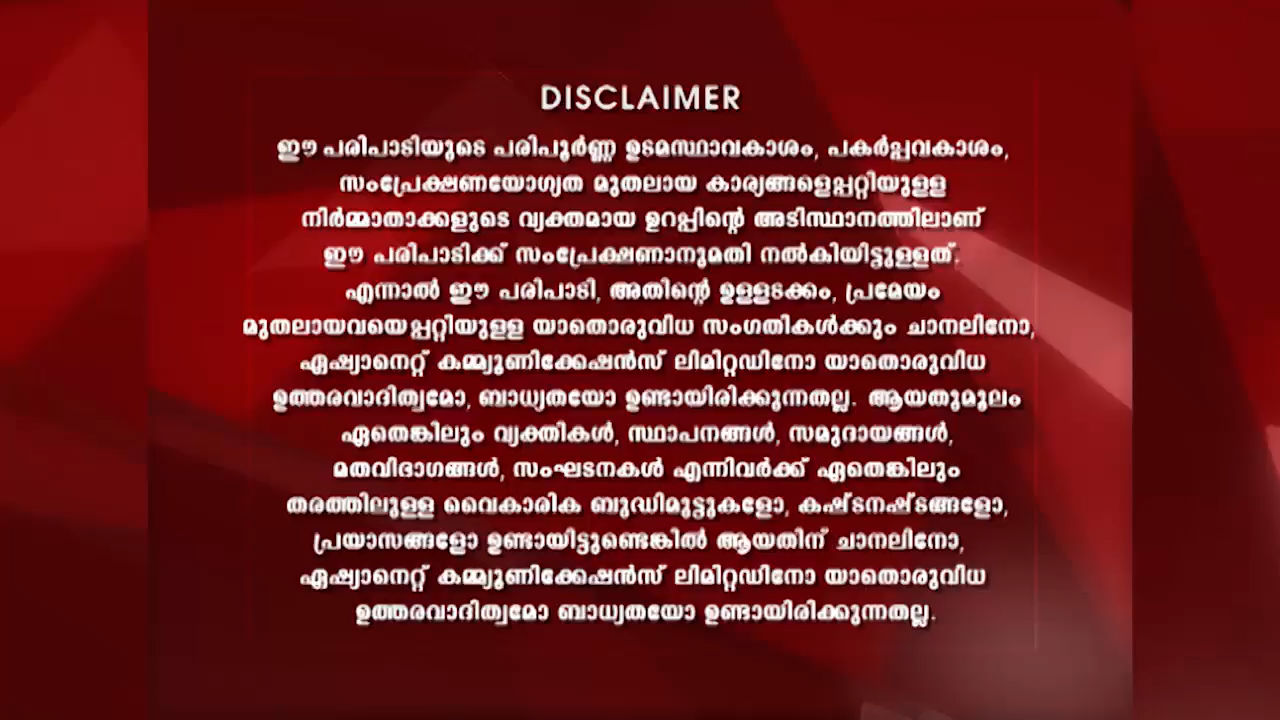 DISCLAIMER
ഈ പരിപാടിയുടെ പരിപൂർണ്ണ ഉടമസ്ഥാവകാശം, പകർപ്പവകാശം,
സംപ്രേക്ഷണയോഗ്യത മുതലായ കാര്യങ്ങളെപ്പറ്റിയുള്ള
നിർമ്മാതാക്കളുടെ വ്യക്തമായ ഉറപ്പിന്റെ അടിസ്ഥാനത്തിലാണ്
ഈ പരിപാടിക്ക് സംപ്രേക്ഷണാനുമതി നൽകിയിട്ടുള്ളത്.
എന്നാൽ ഈ പരിപാടി, അതിന്റെ ഉള്ളടക്കം, പ്രമേയം
മുതലായവയെപ്പറ്റിയുള്ള യാതൊരുവിധ സംഗതികൾക്കും ചാനലിനോ,
ഏഷ്യാനെറ്റ് കമ്മ്യൂണിക്കേഷൻസ് ലിമിറ്റഡിനോ യാതൊരുവിധ
ഉത്തരവാദിത്വമോ, ബാധ്യതയോ ഉണ്ടായിരിക്കുന്നതല്ല. ആയതുമൂലം
ഏതെങ്കിലും വ്യക്തികൾ, സ്ഥാപനങ്ങൾ, സമുദായങ്ങൾ,
മതവിഭാഗങ്ങൾ, സംഘടനകൾ എന്നിവർക്ക് ഏതെങ്കിലും
തരത്തിലുള്ള വൈകാരിക ബുദ്ധിമുട്ടുകളോ, കഷ്ടനഷ്ടങ്ങളോ,
പ്രയാസങ്ങളോ ഉണ്ടായിട്ടുണ്ടെങ്കിൽ ആയതിന് ചാനലിനോ,
ഏഷ്യാനെറ്റ് കമ്മ്യൂണിക്കേഷൻസ് ലിമിറ്റഡിനോ യാതൊരുവിധ
ഉത്തരവാദിത്വമോ ബാധ്യതയോ ഉണ്ടായിരിക്കുന്നതല്ല.